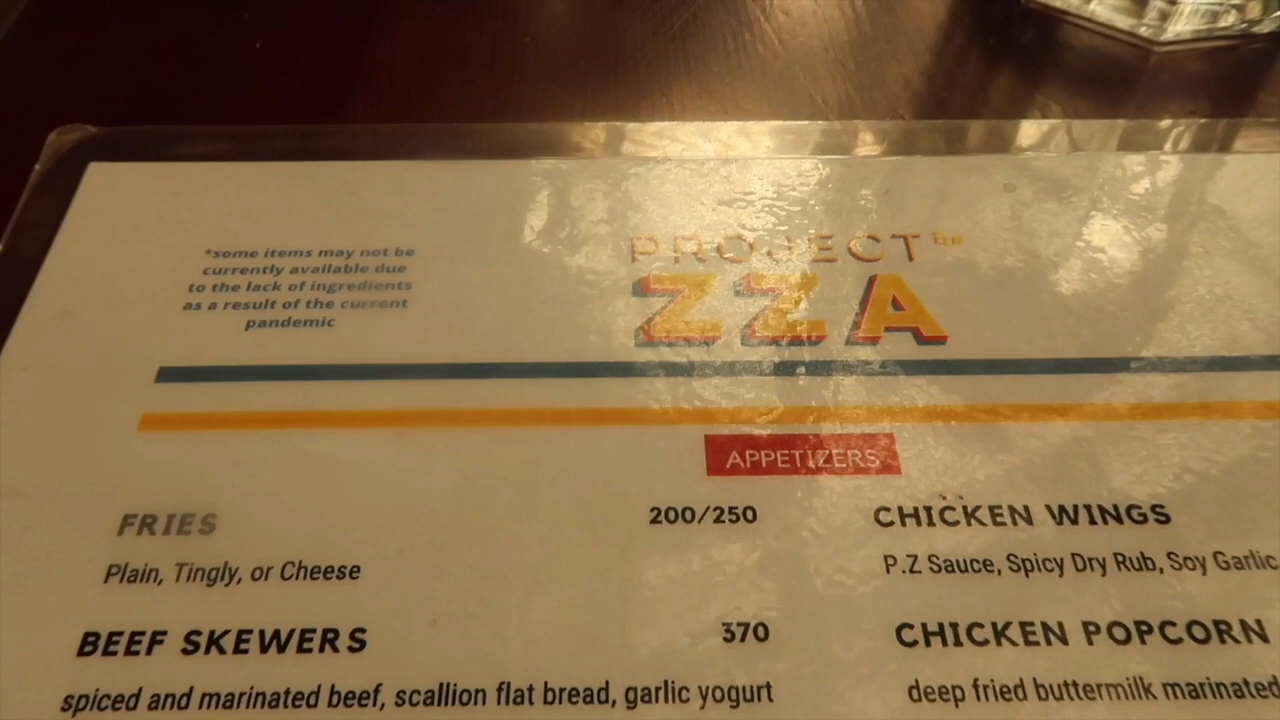 *some items may not be
currently available due
to the lack of ingredients
as a result of the current
pandemic
PROJECT
ZZA
APPETIZERS
FRIES 200/250
Plain, Tingly, or Cheese
BEEF SKEWERS 370
spiced and marinated beef, scallion flat bread, garlic yogurt
CHICKEN WINGS
P.Z Sauce, Spicy Dry Rub, Soy Garlic
CHICKEN POPCORN
deep fried buttermilk marinated